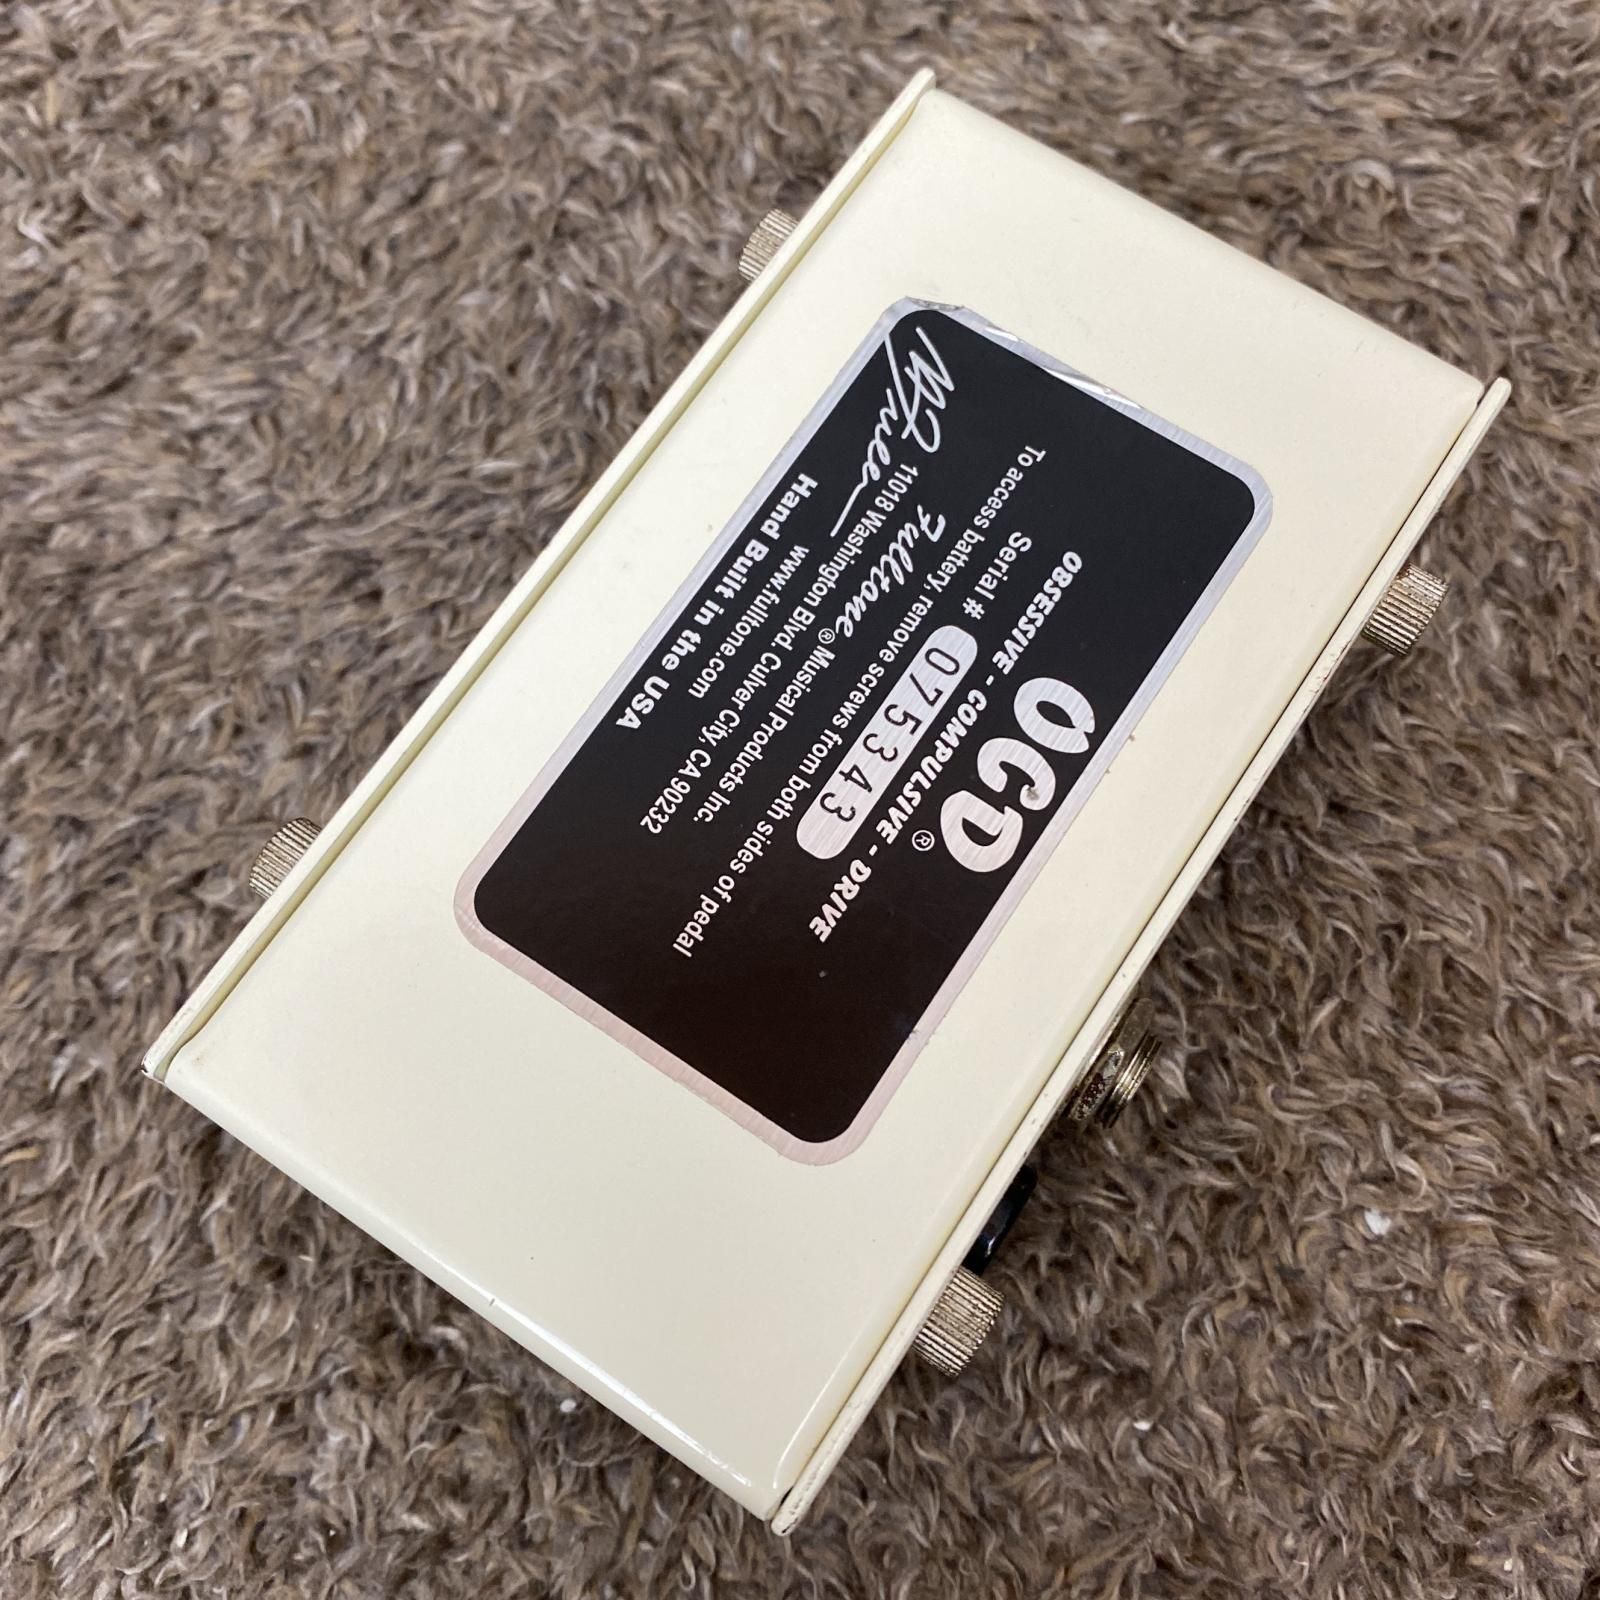 OCD®
OBSESSIVE - COMPULSIVE - DRIVE
Serial # 075343
To access battery, remove screws from both sides of pedal
Fulltone® Musical Products Inc.
11018 Washington Blvd. Culver City, CA 90232
www.fulltone.com
Hand Built in the USA